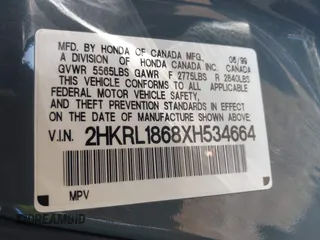 MFD. BY HONDA OF CANADA MFG. 06/99
A DIVISION OF HONDA CANADA INC. CANADA
GVWR 5565LBS GAWR F 2775LBS R 2840LBS
THIS VEHICLE CONFORMS TO ALL APPLICABLE
FEDERAL MOTOR VEHICLE SAFETY AND THEFT
PREVENTION STANDARDS IN EFFECT ON THE
DATE OF MANUFACTURE SHOWN ABOVE.
V.I.N. 2HKRL1868XH534664
MPV